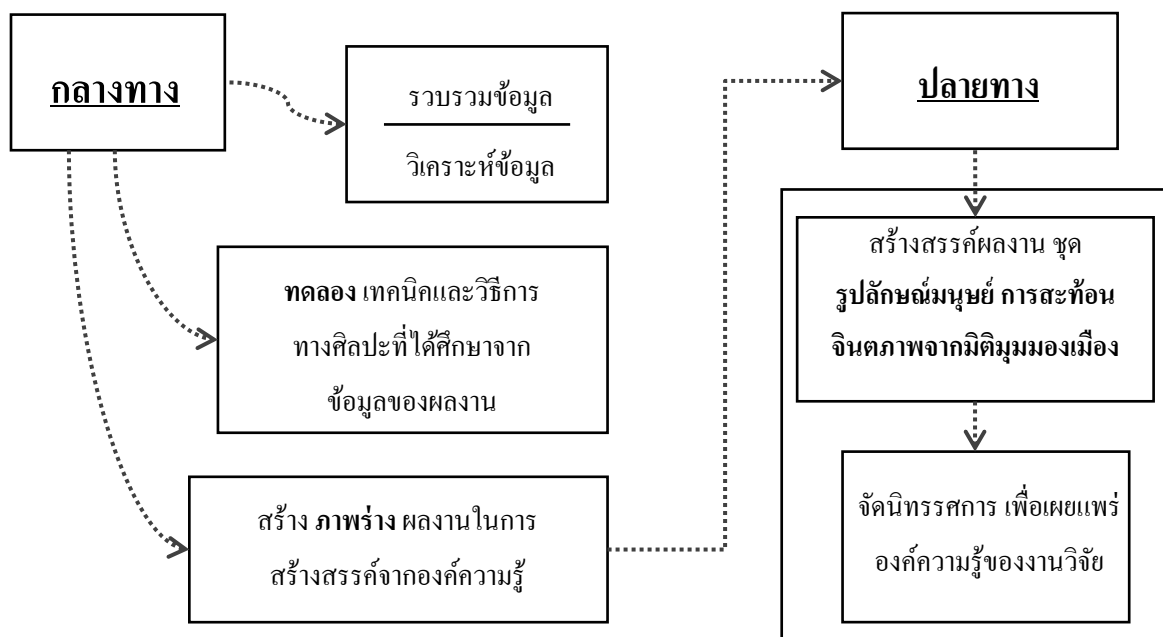 กลางทาง
รวบรวมข้อมูล
วิเคราะห์ข้อมูล
ทดลอง เทคนิคและวิธีการ
ทางศิลปะที่ได้ศึกษาจาก
ข้อมูลของผลงาน
สร้าง ภาพร่าง ผลงานในการ
สร้างสรรค์จากองค์ความรู้
ปลายทาง
สร้างสรรค์ผลงาน ชุด
รูปลักษณ์มนุษย์ การสะท้อน
จินตภาพจากมิติมุมมองเมือง
จัดนิทรรศการ เพื่อเผยแพร่
องค์ความรู้ของงานวิจัย